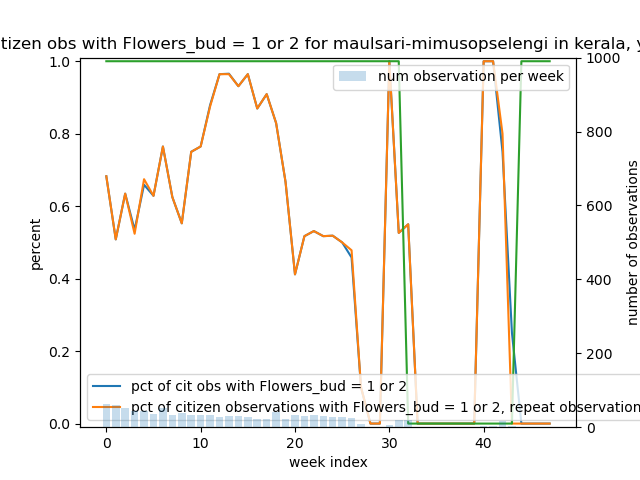 tizen obs with Flowers_bud = 1 or 2 for maulsari-mimusopselengi in kerala, y
num observation per week
1.0
0.8
0.6
0.4
0.2
0.0
percent
1000
800
600
400
200
0
number of observations
pct of cit obs with Flowers_bud = 1 or 2
pct of citizen observations with Flowers_bud = 1 or 2, repeat observation
0 10 20 30 40
week index